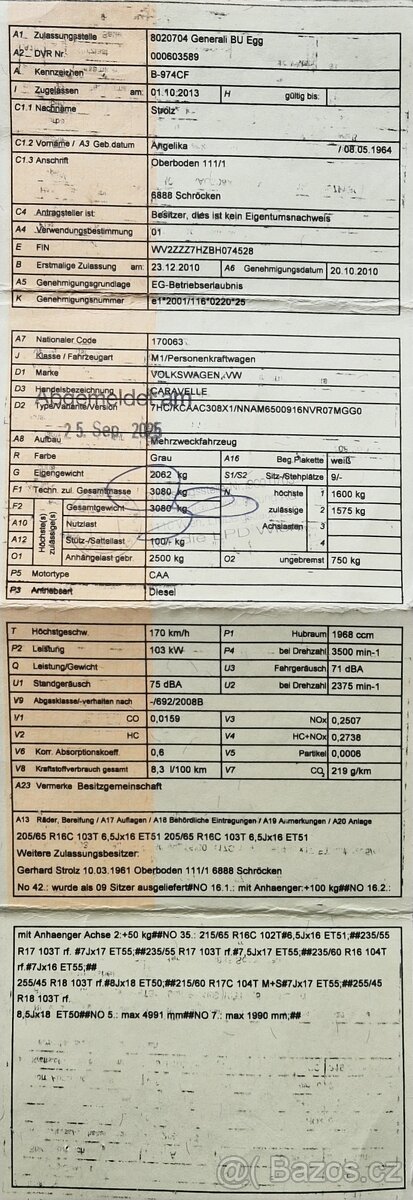 A1 Zulassungsstelle 8020704 Generali BU Egg
A2 DVR Nr. 000603589
A Kennzeichen B-974CF
I Zugelassen am: 01.10.2013 H gültig bis:
C1.1 Nachname Strolz
C1.2 Vorname / A3 Geb.datum Angelika / 08.05.1964
C1.3 Anschrift Oberboden 111/1
6888 Schröcken
C4 Antragsteller ist: Besitzer, dies ist kein Eigentumsnachweis
A4 Verwendungsbestimmung 01
E FIN WV2ZZZ7HZBH074528
B Erstmalige Zulassung am: 23.12.2010 A6 Genehmigungsdatum 20.10.2010
A5 Genehmigungsgrundlage EG-Betriebserlaubnis
K Genehmigungsnummer e1*2001/116*0220*25
A7 Nationaler Code 170063
J Klasse / Fahrzeugart M1/Personenkraftwagen
D1 Marke VOLKSWAGEN, VW
D3 Handelsbezeichnung CARAVELLE
Abgemeldet am
D2 Type/Variante/Version 7HC/KCAAC308X1/NNAM6500916NVR07MGG0
25. Sep. 2025
A8 Aufbau Mehrzweckfahrzeug
R Farbe Grau A16 Beg.Plakette weiß
G Eigengewicht 2062 kg S1/S2 Sitz-/Stehplätze 9/-
F1 Techn. zul. Gesamtmasse 3080 kg N höchste 1 1600 kg
F2 Höchste(s) zulässige(s) Gesamtgewicht 3080 kg zulässige 2 1575 kg
A10 Nutzlast Achslasten 3
A12 Stütz-/Sattellast 100/- kg 4
O1 Anhängelast gebr. 2500 kg O2 ungebremst 750 kg
P5 Motortype CAA
P3 Antriebsart Diesel
T Höchstgeschw. 170 km/h P1 Hubraum 1968 ccm
P2 Leistung 103 kW P4 bei Drehzahl 3500 min-1
Q Leistung/Gewicht U3 Fahrgeräusch 71 dBA
U1 Standgeräusch 75 dBA U2 bei Drehzahl 2375 min-1
V9 Abgasklasse/-verhalten nach -/692/2008B
V1 CO 0,0159 V3 NOx 0,2507
V2 HC V4 HC+NOx 0,2738
V6 Korr. Absorptionskoeff. 0,6 V5 Partikel 0,0006
V8 Kraftstoffverbrauch gesamt 8,3 l/100 km V7 CO2 219 g/km
A23 Vermerke Besitzgemeinschaft
A13 Räder, Bereifung / A17 Auflagen / A18 Behördliche Eintragungen / A19 Anmerkungen / A20 Anlage
205/65 R16C 103T 6,5Jx16 ET51 205/65 R16C 103T 6,5Jx16 ET51
Weitere Zulassungsbesitzer:
Gerhard Strolz 10.03.1961 Oberboden 111/1 6888 Schröcken
No 42.: wurde als 09 Sitzer ausgeliefert#NO 16.1.: mit Anhaenger:+100 kg##NO 16.2.:
mit Anhaenger Achse 2:+50 kg##NO 35.: 215/65 R16C 102T#6,5Jx16 ET51;##235/55
R17 103T rf.#7Jx17 ET55;##235/55 R17 103T rf.#7,5Jx17 ET55;##235/60 R16 104T
rf.#7Jx16 ET55;##
255/45 R18 103T rf.#8Jx18 ET50;##215/60 R17C 104T M+S#7Jx17 ET55;##255/45
R18 103T rf.
8,5Jx18 ET50##NO 5.: max 4991 mm##NO 7.: max 1990 mm;##
@( Bazos.cz